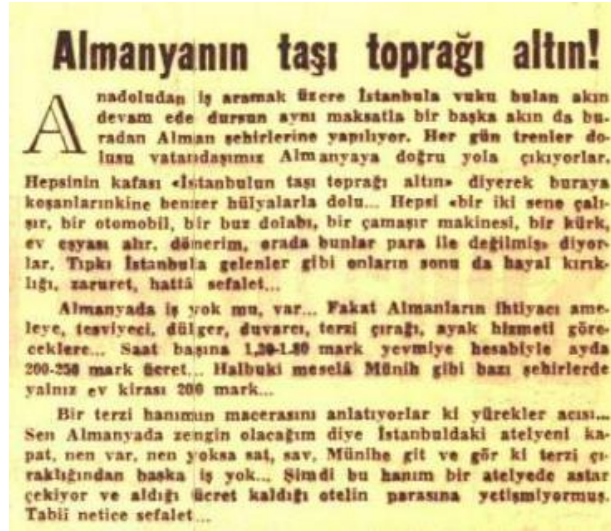 Almanyanın taşı toprağı altın!
Anadoludan iş aramak üzere İstanbula vuku bulan akın
devam ede dursun aynı maksatla bir başka akın da bu-
radan Alman şehirlerine yapılıyor. Her gün trenler do-
lusu vatandaşımız Almanyaya doğru yola çıkıyorlar.
Hepsinin kafası «İstanbulun taşı toprağı altın» diyerek buraya
koşanlarınkine benzer hülyalarla dolu... Hepsi «bir iki sene çalı-
şır, bir otomobil, bir buz dolabı, bir çamaşır makinesi, bir kürk,
ev eşyası alır, dönerim, orada bunlar para ile değilmiş» diyor-
lar. Tıpkı İstanbula gelenler gibi onların sonu da hayal kırık-
lığı, zaruret, hattâ sefalet...
Almanyada iş yok mu, var... Fakat Almanların ihtiyacı ame-
leye, tesviyeci, dülger, duvarcı, terzi çırağı, ayak hizmeti göre-
ceklere... Saat başına mark yevmiye hesabiyle ayda
200-250 mark ücret... Halbuki meselâ Münih gibi bazı şehirlerde
yalnız ev kirası 200 mark...
Bir terzi hanımın macerasını anlatıyorlar ki yürekler acısı...
Sen Almanyada zengin olacağım diye İstanbuldaki atelyeni ka-
pat, nen var, nen yoksa sat, sav, Münihe git ve gör ki terzi çı-
raklığından başka iş yok... Şimdi bu hanım bir atelyede astar
çekiyor ve aldığı ücret kaldığı otelin parasına yetişmiyormuş.
Tabiî netice sefalet...